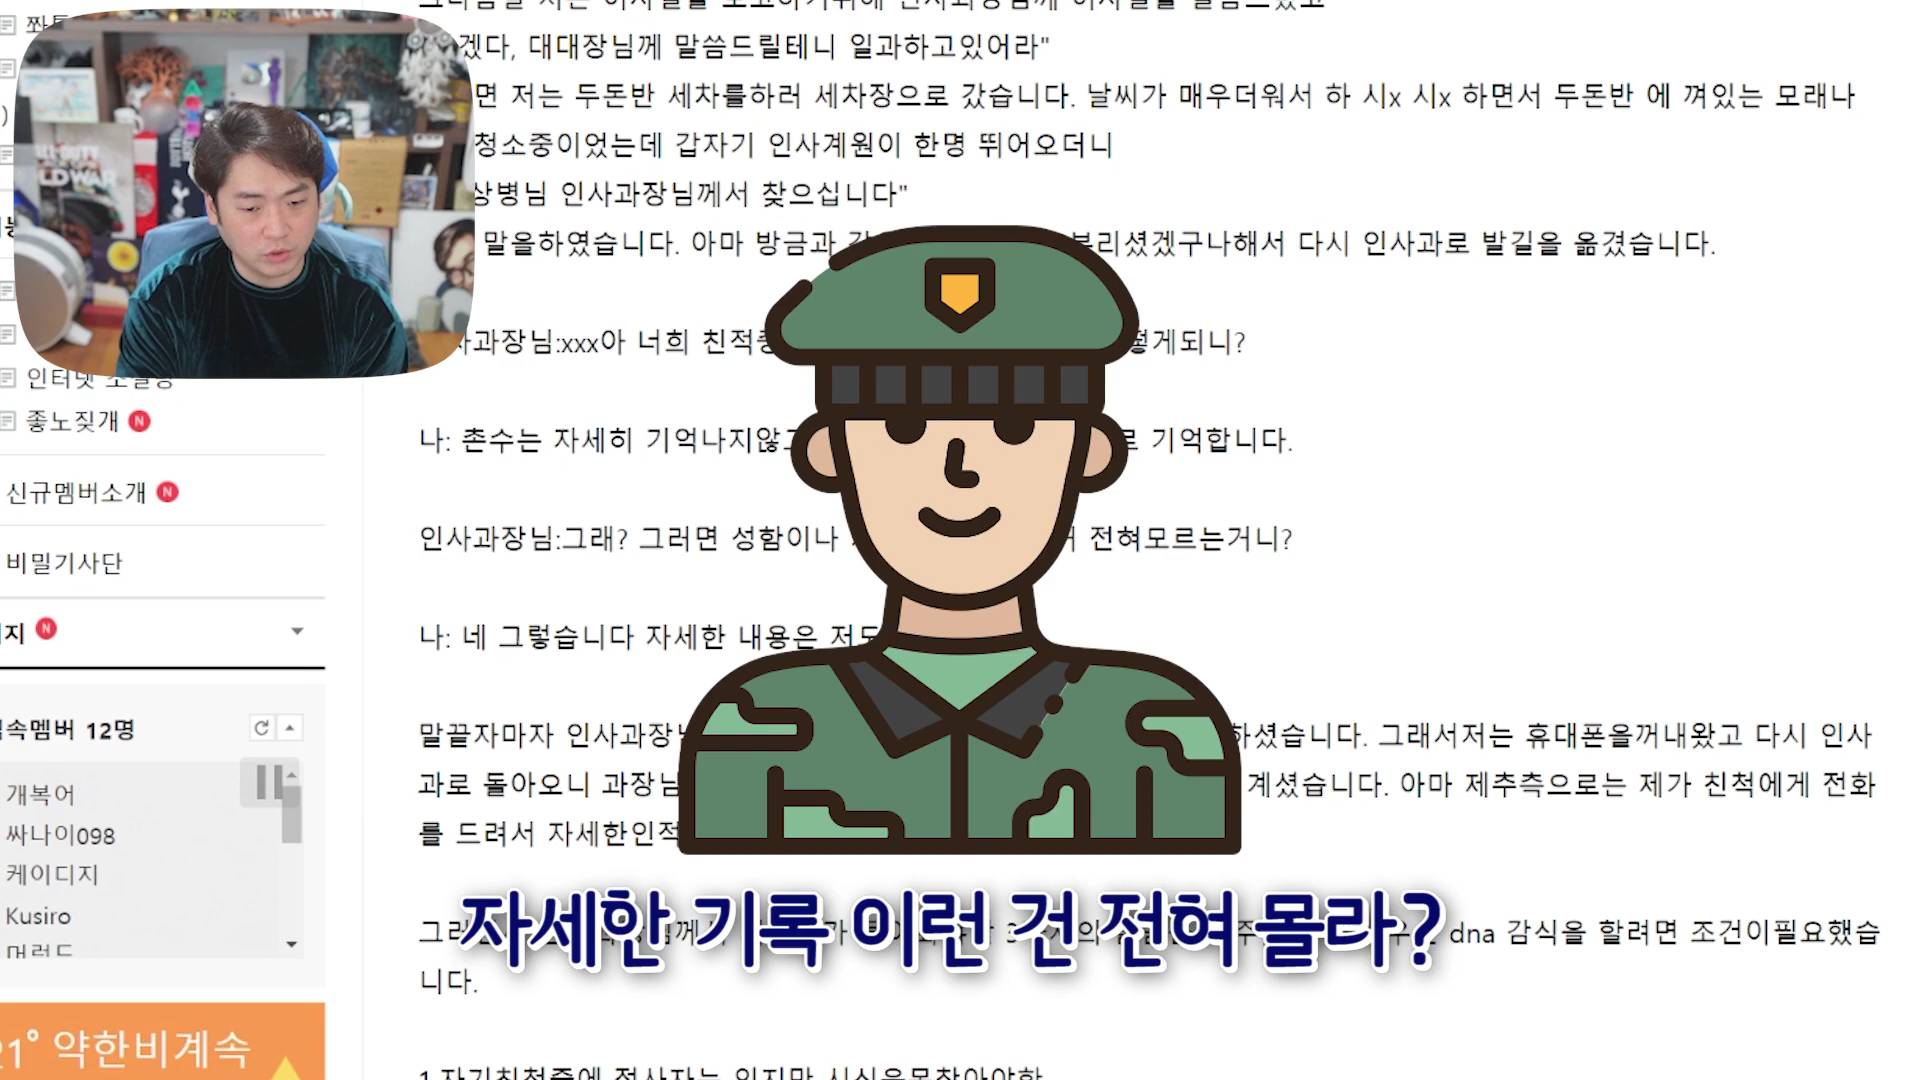 겠다, 대대장님께 말씀드릴테니 일과하고있어라"
면 저는 두돈반 세차를하러 세차장으로 갔습니다. 날씨가 매우더워서 하 시x 시x 하면서 두돈반 에 껴있는 모래나
청소중이었는데 갑자기 인사계원이 한명 뛰어오더니
상병님 인사과장님께서 찾으십니다"
말을하였습니다. 아마 방금과 부리셨겠구나해서 다시 인사과로 발길을 옮겼습니다.
사과장님:xxx아 너희 친적중 떻게되니?
나: 촌수는 자세히 기억나지않고 로 기억합니다.
인사과장님:그래? 그러면 성함이나 전혀모르는거니?
나: 네 그렇습니다 자세한 내용은 저도
말끝자마자 인사과장님 하셨습니다. 그래서저는 휴대폰을꺼내왔고 다시 인사
과로 돌아오니 과장님 계셨습니다. 아마 제추측으로는 제가 친척에게 전화
를 드려서 자세한인적
dna 감식을 할려면 조건이필요했습
니다.
자세한 기록 이런 건 전혀 몰라?
좋노짖개 N
신규멤버소개 N
비밀기사단
지 N
속멤버 12명
개복어
싸나이098
케이디지
Kusiro
21° 약한비계속